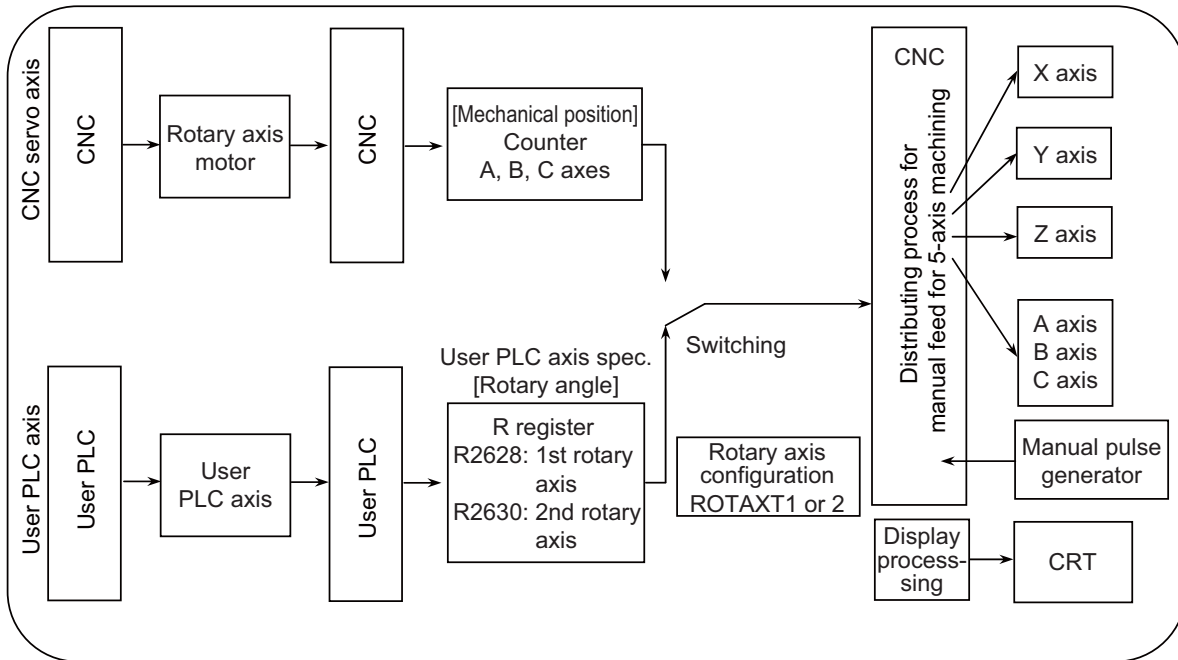 CNC servo axis
CNC
Rotary axis
motor
CNC
[Mechanical position]
Counter
A, B, C axes
User PLC axis
User PLC
User
PLC axis
User PLC
User PLC axis spec.
[Rotary angle]
R register
R2628: 1st rotary
axis
R2630: 2nd rotary
axis
Switching
Rotary axis
configuration
ROTAXT1 or 2
CNC
Distributing process for
manual feed for 5-axis machining
X axis
Y axis
Z axis
A axis
B axis
C axis
Manual pulse
generator
Display
process-
sing
CRT